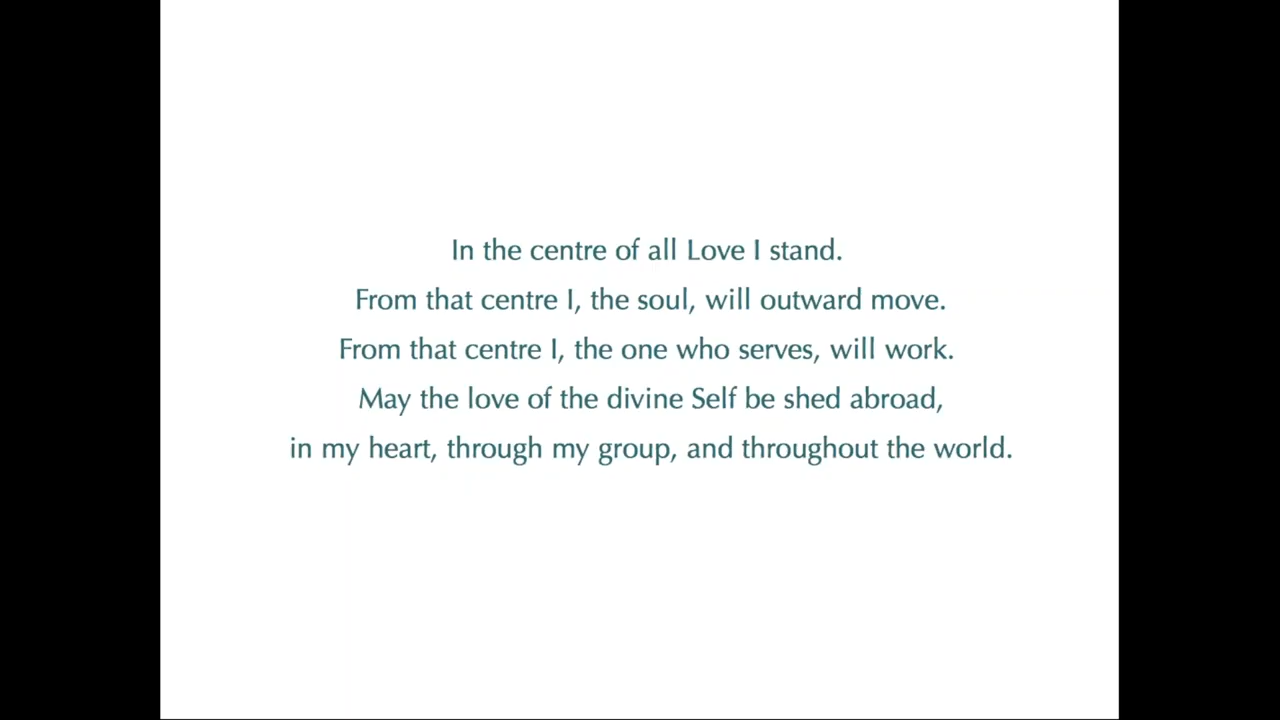 In the centre of all Love I stand.
From that centre I, the soul, will outward move.
From that centre I, the one who serves, will work.
May the love of the divine Self be shed abroad,
in my heart, through my group, and throughout the world.